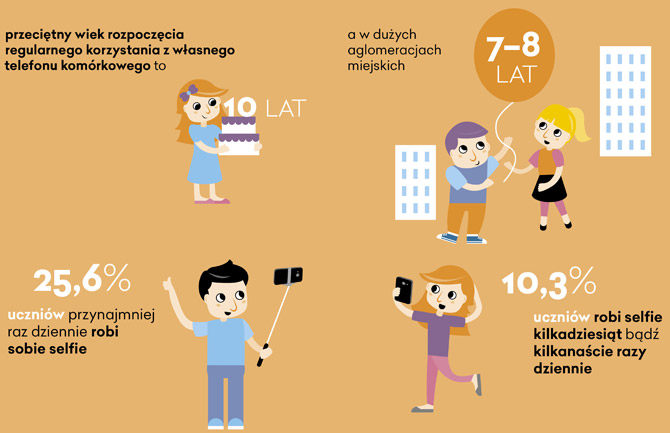 przeciętny wiek rozpoczęcia
regularnego korzystania z własnego
telefonu komórkowego to
10 LAT
a w dużych
aglomeracjach
miejskich
7–8
LAT
25,6%
uczniów przynajmniej
raz dziennie robi
sobie selfie
10,3%
uczniów robi selfie
kilkadziesiąt bądź
kilkanaście razy
dziennie